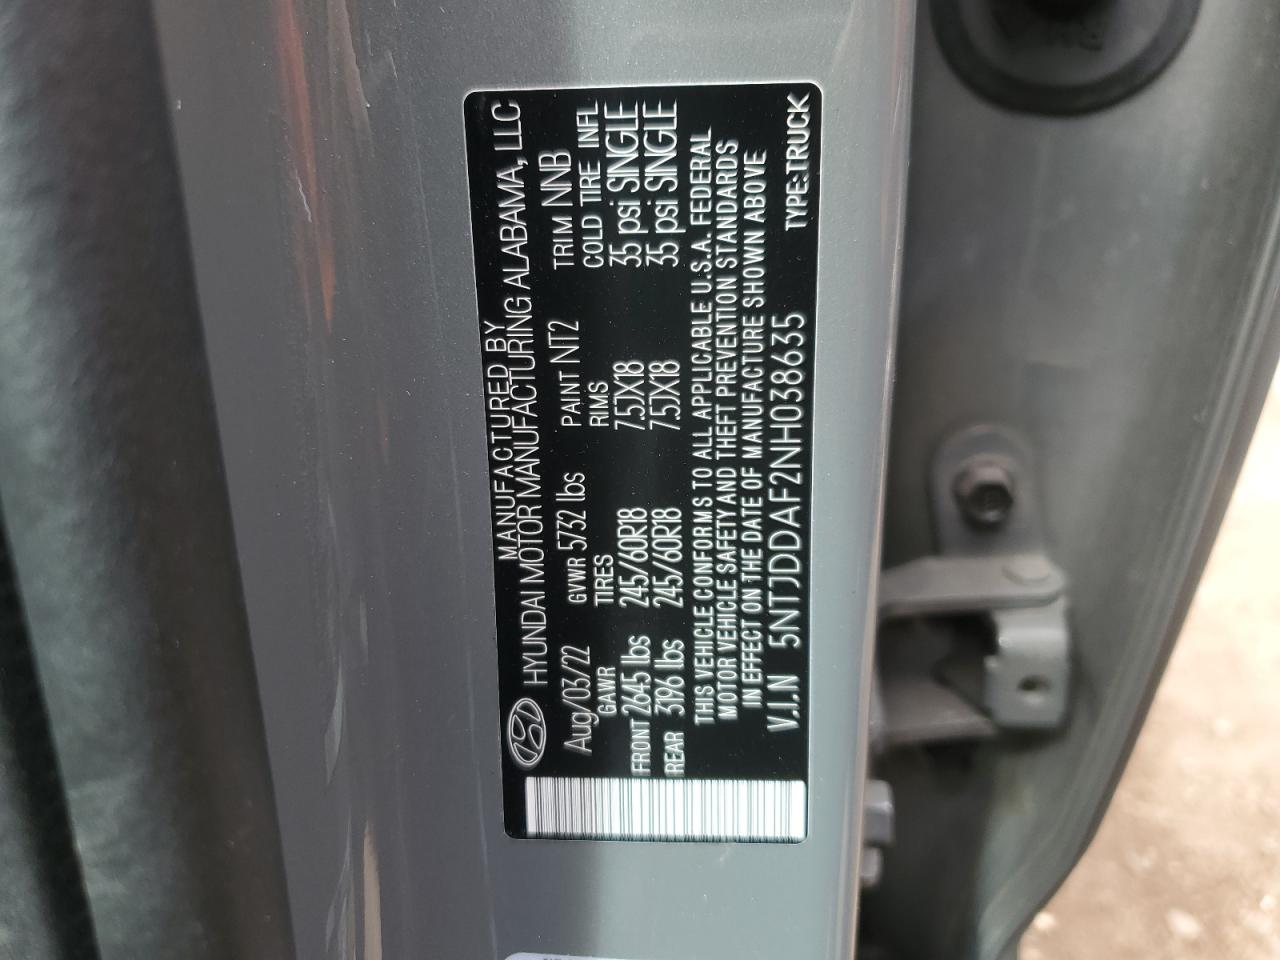 MANUFACTURED BY
HYUNDAI MOTOR MANUFACTURING ALABAMA, LLC
Aug/03/22 GVWR 5732 lbs PAINT NT2 TRIM NNB
GAWR TIRES RIMS COLD TIRE INFL
FRONT 2645 lbs 245/60R18 7.5JX18 35 psi SINGLE
REAR 3196 lbs 245/60R18 7.5JX18 35 psi SINGLE
THIS VEHICLE CONFORMS TO ALL APPLICABLE U.S.A. FEDERAL
MOTOR VEHICLE SAFETY AND THEFT PREVENTION STANDARDS
IN EFFECT ON THE DATE OF MANUFACTURE SHOWN ABOVE
V.I.N 5NTJDDAF2NH038635 TYPE:TRUCK